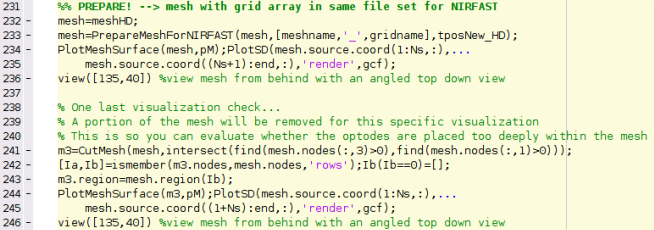 231 %% PREPARE! --> mesh with grid array in same file set for NIRFAST
232 - mesh=meshHD;
233 - mesh=PrepareMeshForNIRFAST(mesh,[meshname,'_',gridname],tposNew_HD);
234 - PlotMeshSurface(mesh,pM);PlotSD(mesh.source.coord(1:Ns,:),...
235 mesh.source.coord((Ns+1):end,:),'render',gcf);
236 - view([135,40]) %view mesh from behind with an angled top down view
237
238 % One last visualization check...
239 % A portion of the mesh will be removed for this specific visualization
240 % This is so you can evaluate whether the optodes are placed too deeply within the mesh
241 - m3=CutMesh(mesh,intersect(find(mesh.nodes(:,3)>0),find(mesh.nodes(:,1)>0)));
242 - [Ia,Ib]=ismember(m3.nodes,mesh.nodes,'rows');Ib(Ib==0)=[];
243 - m3.region=mesh.region(Ib);
244 - PlotMeshSurface(m3,pM);PlotSD(mesh.source.coord(1:Ns,:),...
245 mesh.source.coord((1+Ns):end,:),'render',gcf);
246 - view([135,40]) %view mesh from behind with an angled top down view